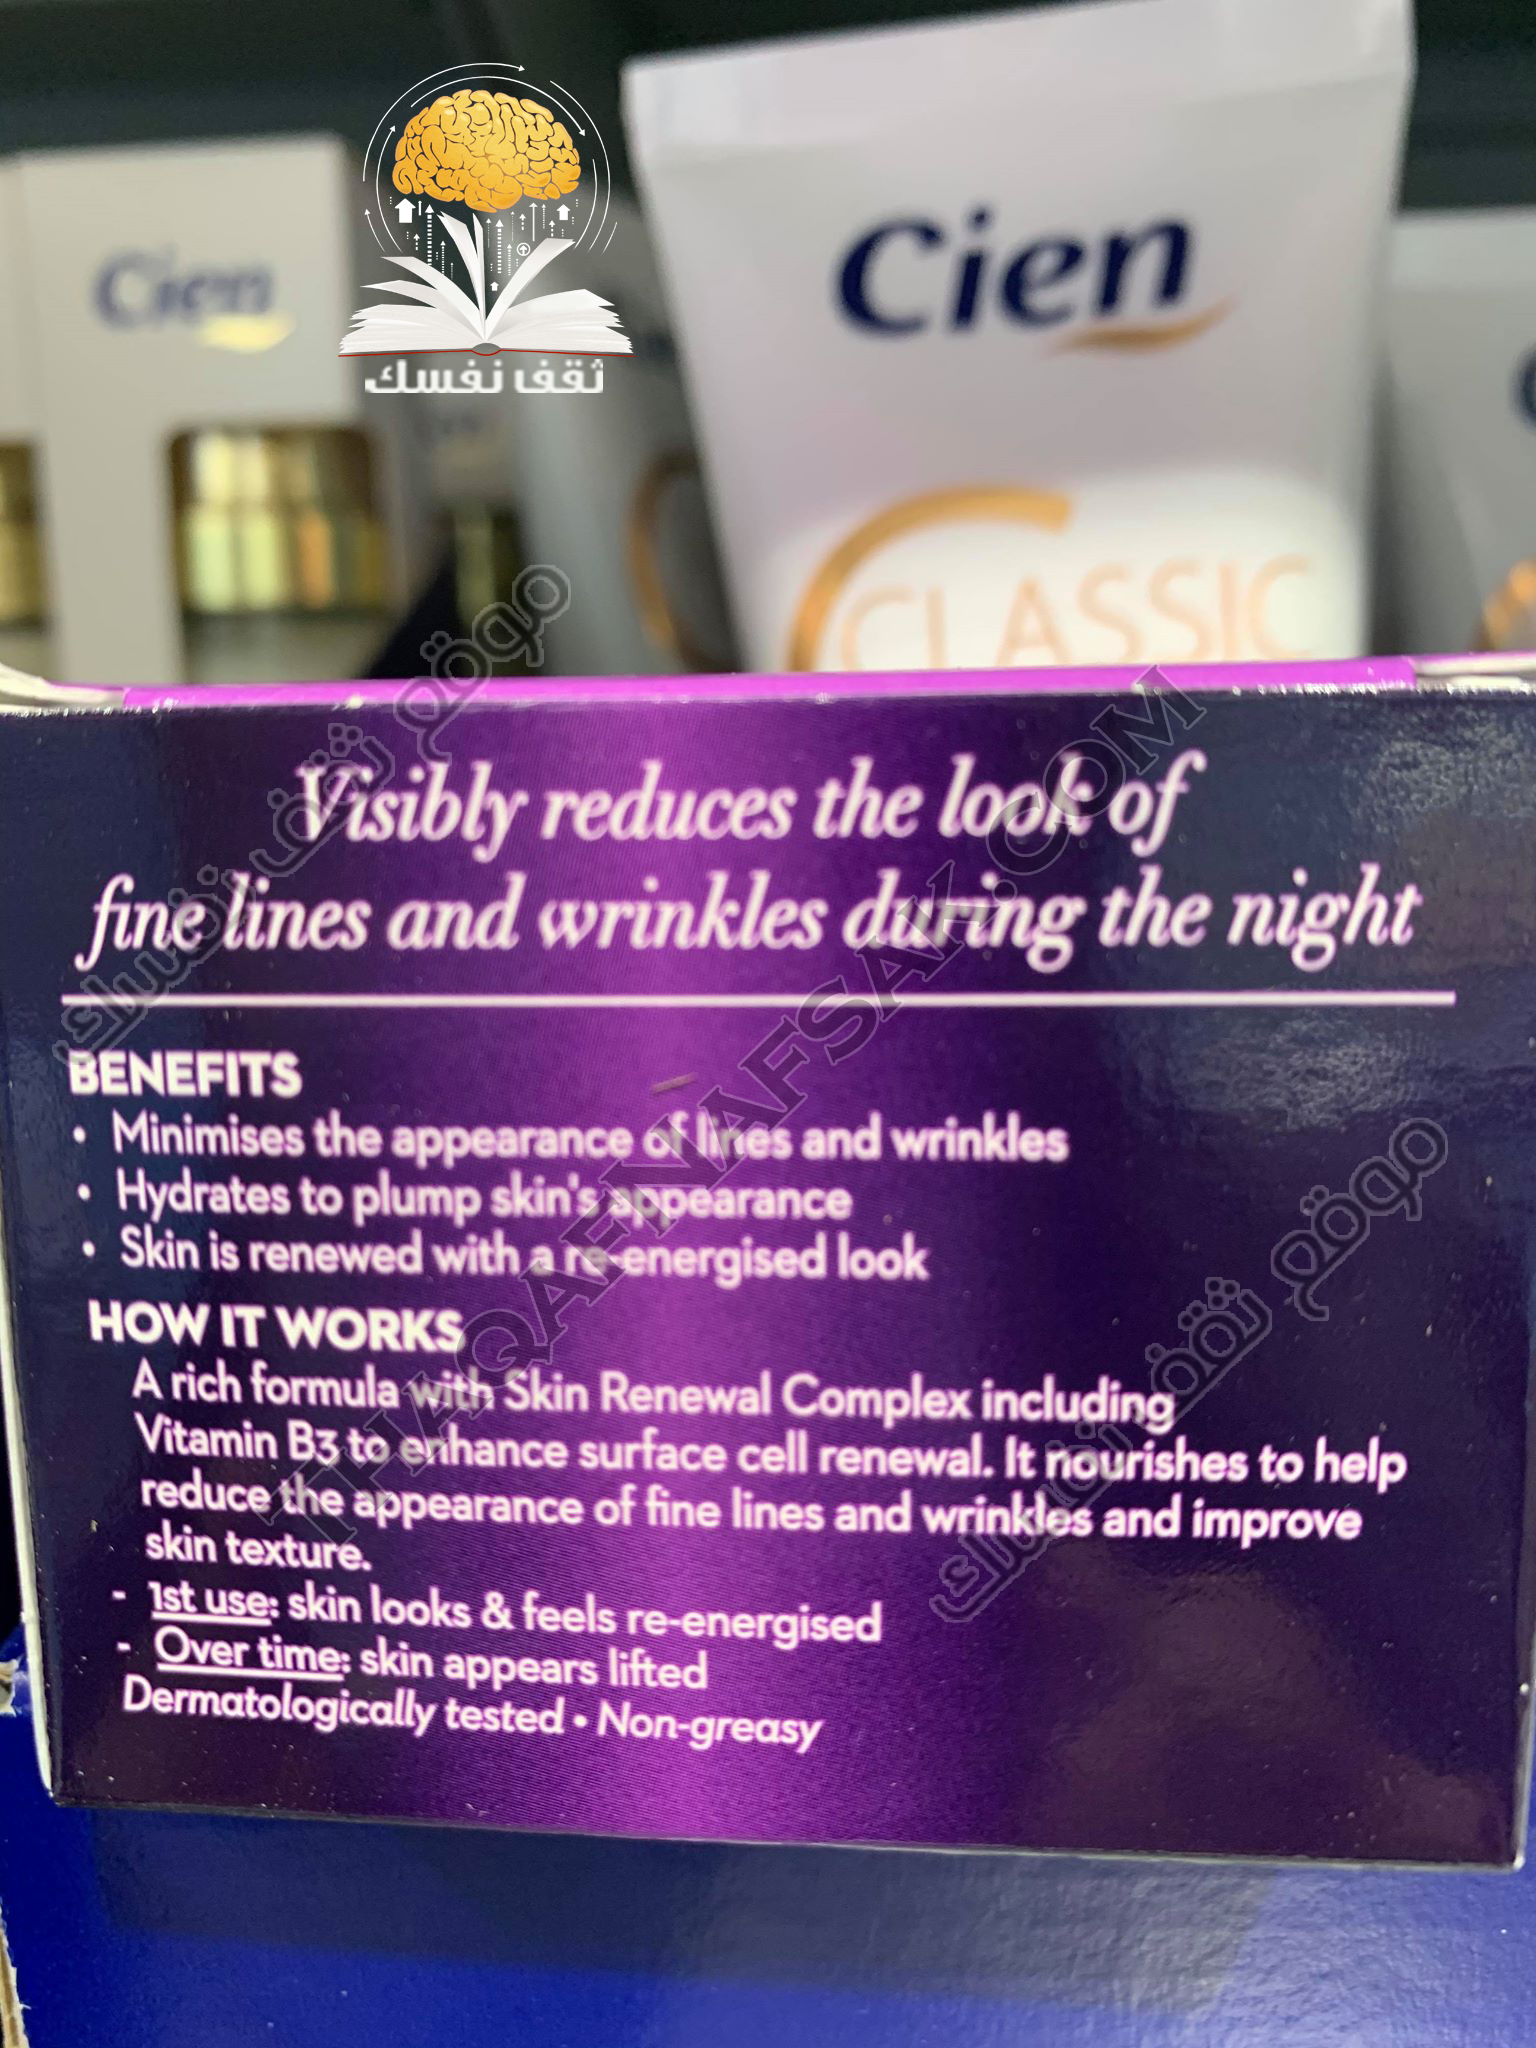 ثقف نفسك
Cien
Cien
CLASSIC
Visibly reduces the look of
fine lines and wrinkles during the night
BENEFITS
• Minimises the appearance of lines and wrinkles
• Hydrates to plump skin's appearance
• Skin is renewed with a re-energised look
HOW IT WORKS
A rich formula with Skin Renewal Complex including
Vitamin B3 to enhance surface cell renewal. It nourishes to help
reduce the appearance of fine lines and wrinkles and improve
skin texture.
- 1st use: skin looks & feels re-energised
- Over time: skin appears lifted
Dermatologically tested • Non-greasy
موقع ثقف نفسك
THAQAFNAFSAK.COM
موقع ثقف نفسك